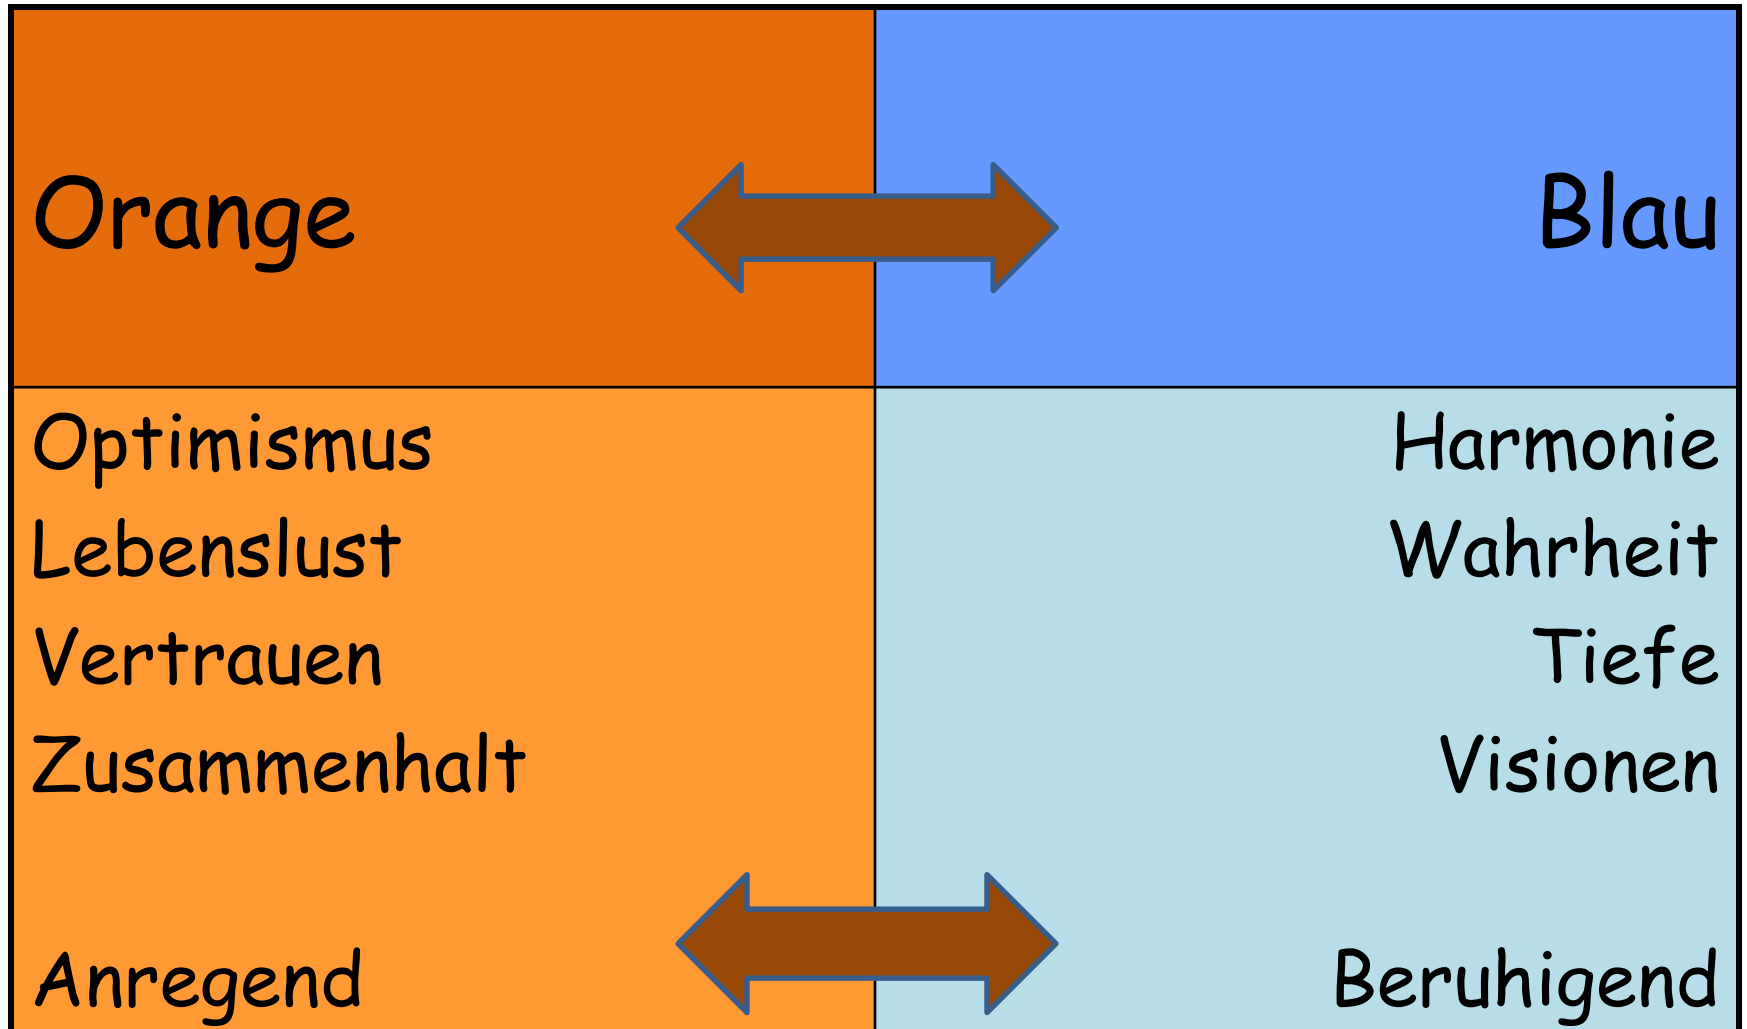 Orange
Blau
Optimismus
Lebenslust
Vertrauen
Zusammenhalt
Anregend
Harmonie
Wahrheit
Tiefe
Visionen
Beruhigend